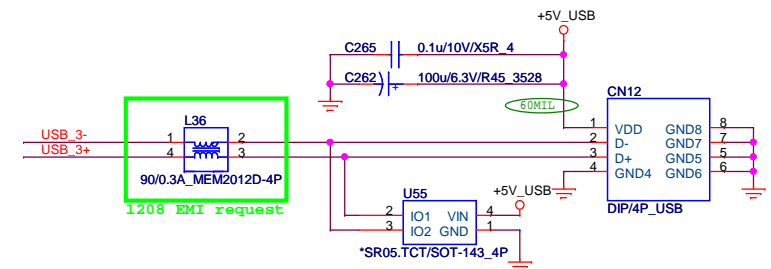 +5V_USB
C265 0.1u/10V/X5R_4
C262 100u/6.3V/R45_3528
+
60MIL
CN12
L36
USB_3- 1 2
USB_3+ 4 3
90/0.3A_MEM2012D-4P
1208 EMI request
1 VDD GND8 8
2 D- GND7 7
3 D+ GND5 5
4 GND4 GND6 6
DIP/4P_USB
U55
+5V_USB
2 IO1 VIN 4
3 IO2 GND 1
*SR05.TCT/SOT-143_4P